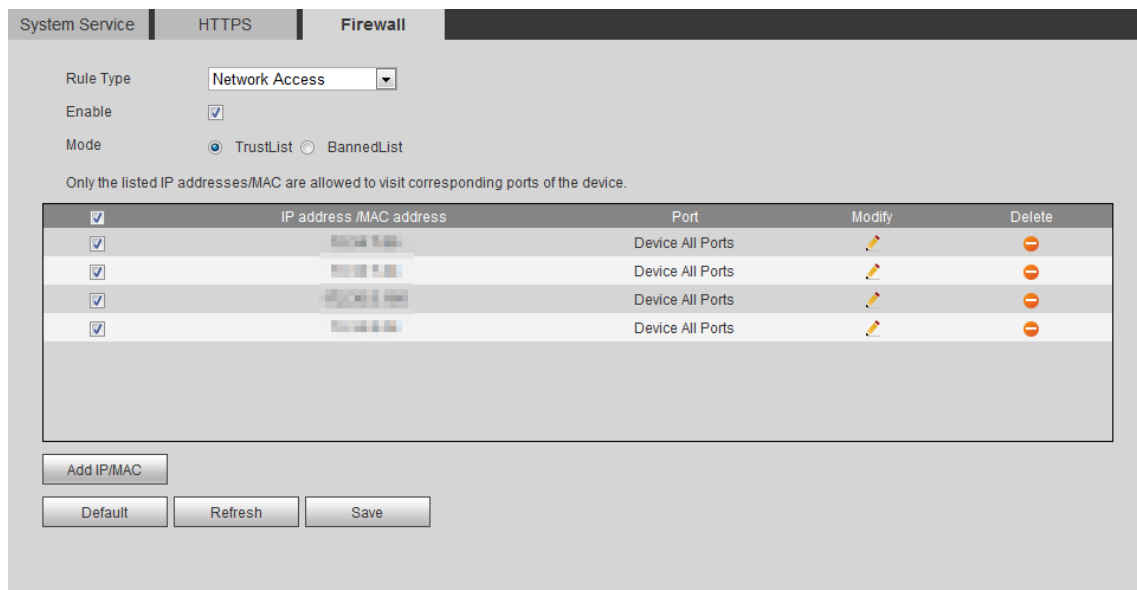 System Service HTTPS Firewall
Rule Type Network Access
Enable
Mode TrustList BannedList
Only the listed IP addresses/MAC are allowed to visit corresponding ports of the device.
IP address /MAC address Port Modify Delete
Device All Ports
Device All Ports
Device All Ports
Device All Ports
Add IP/MAC
Default Refresh Save